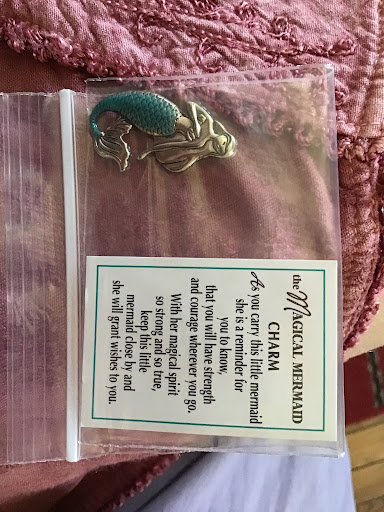 the MAGICAL MERMAID
CHARM
As you carry this little mermaid
she is a reminder for
you to know,
that you will have strength
and courage wherever you go.
With her magical spirit
so strong and so true,
keep this little
mermaid close by and
she will grant wishes to you.